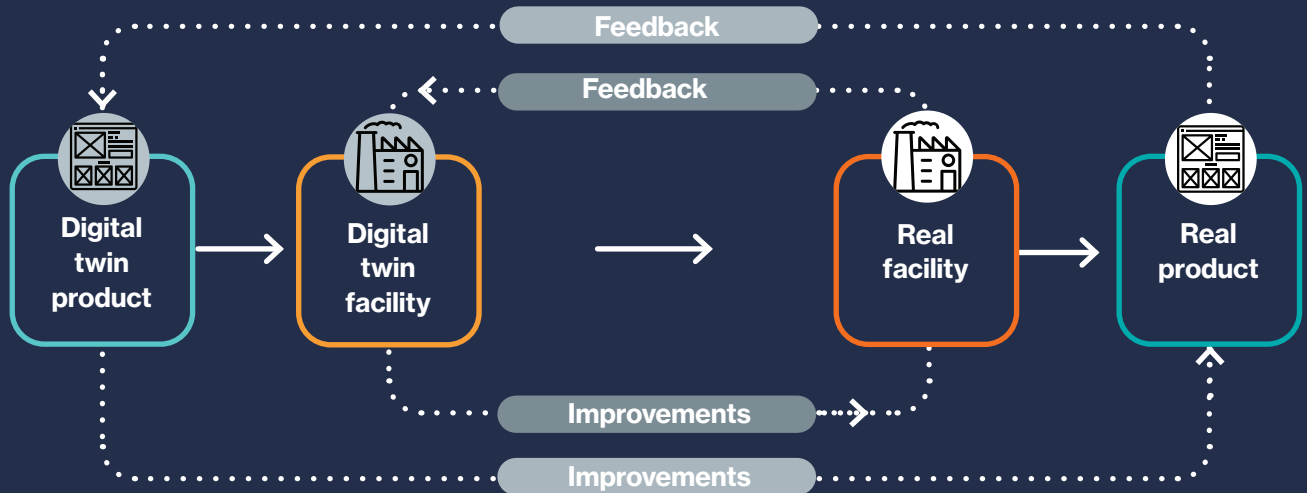 Feedback
Feedback
Digital
twin
product
Digital
twin
facility
Real
facility
Real
product
Improvements
Improvements